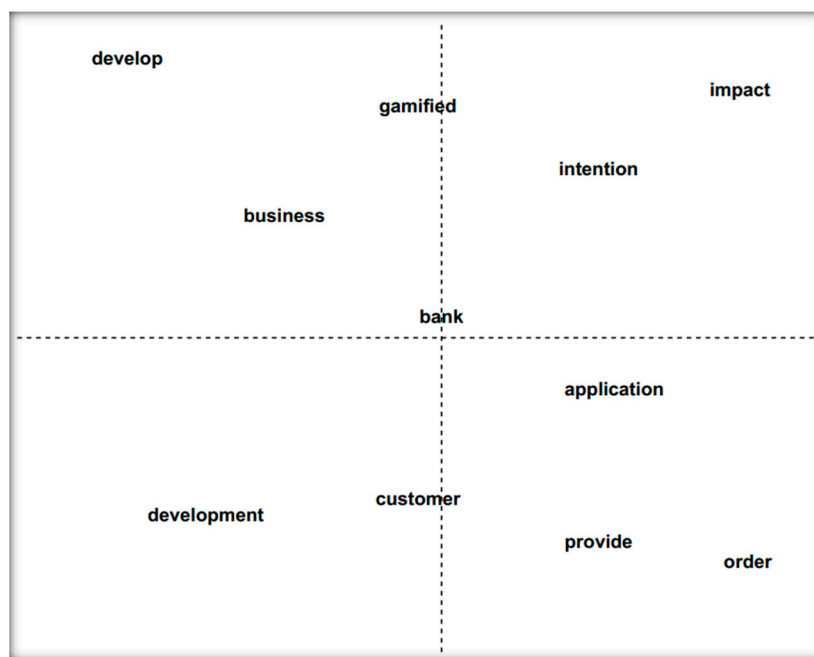 develop
impact
gamified
intention
business
bank
application
customer
development
provide
order